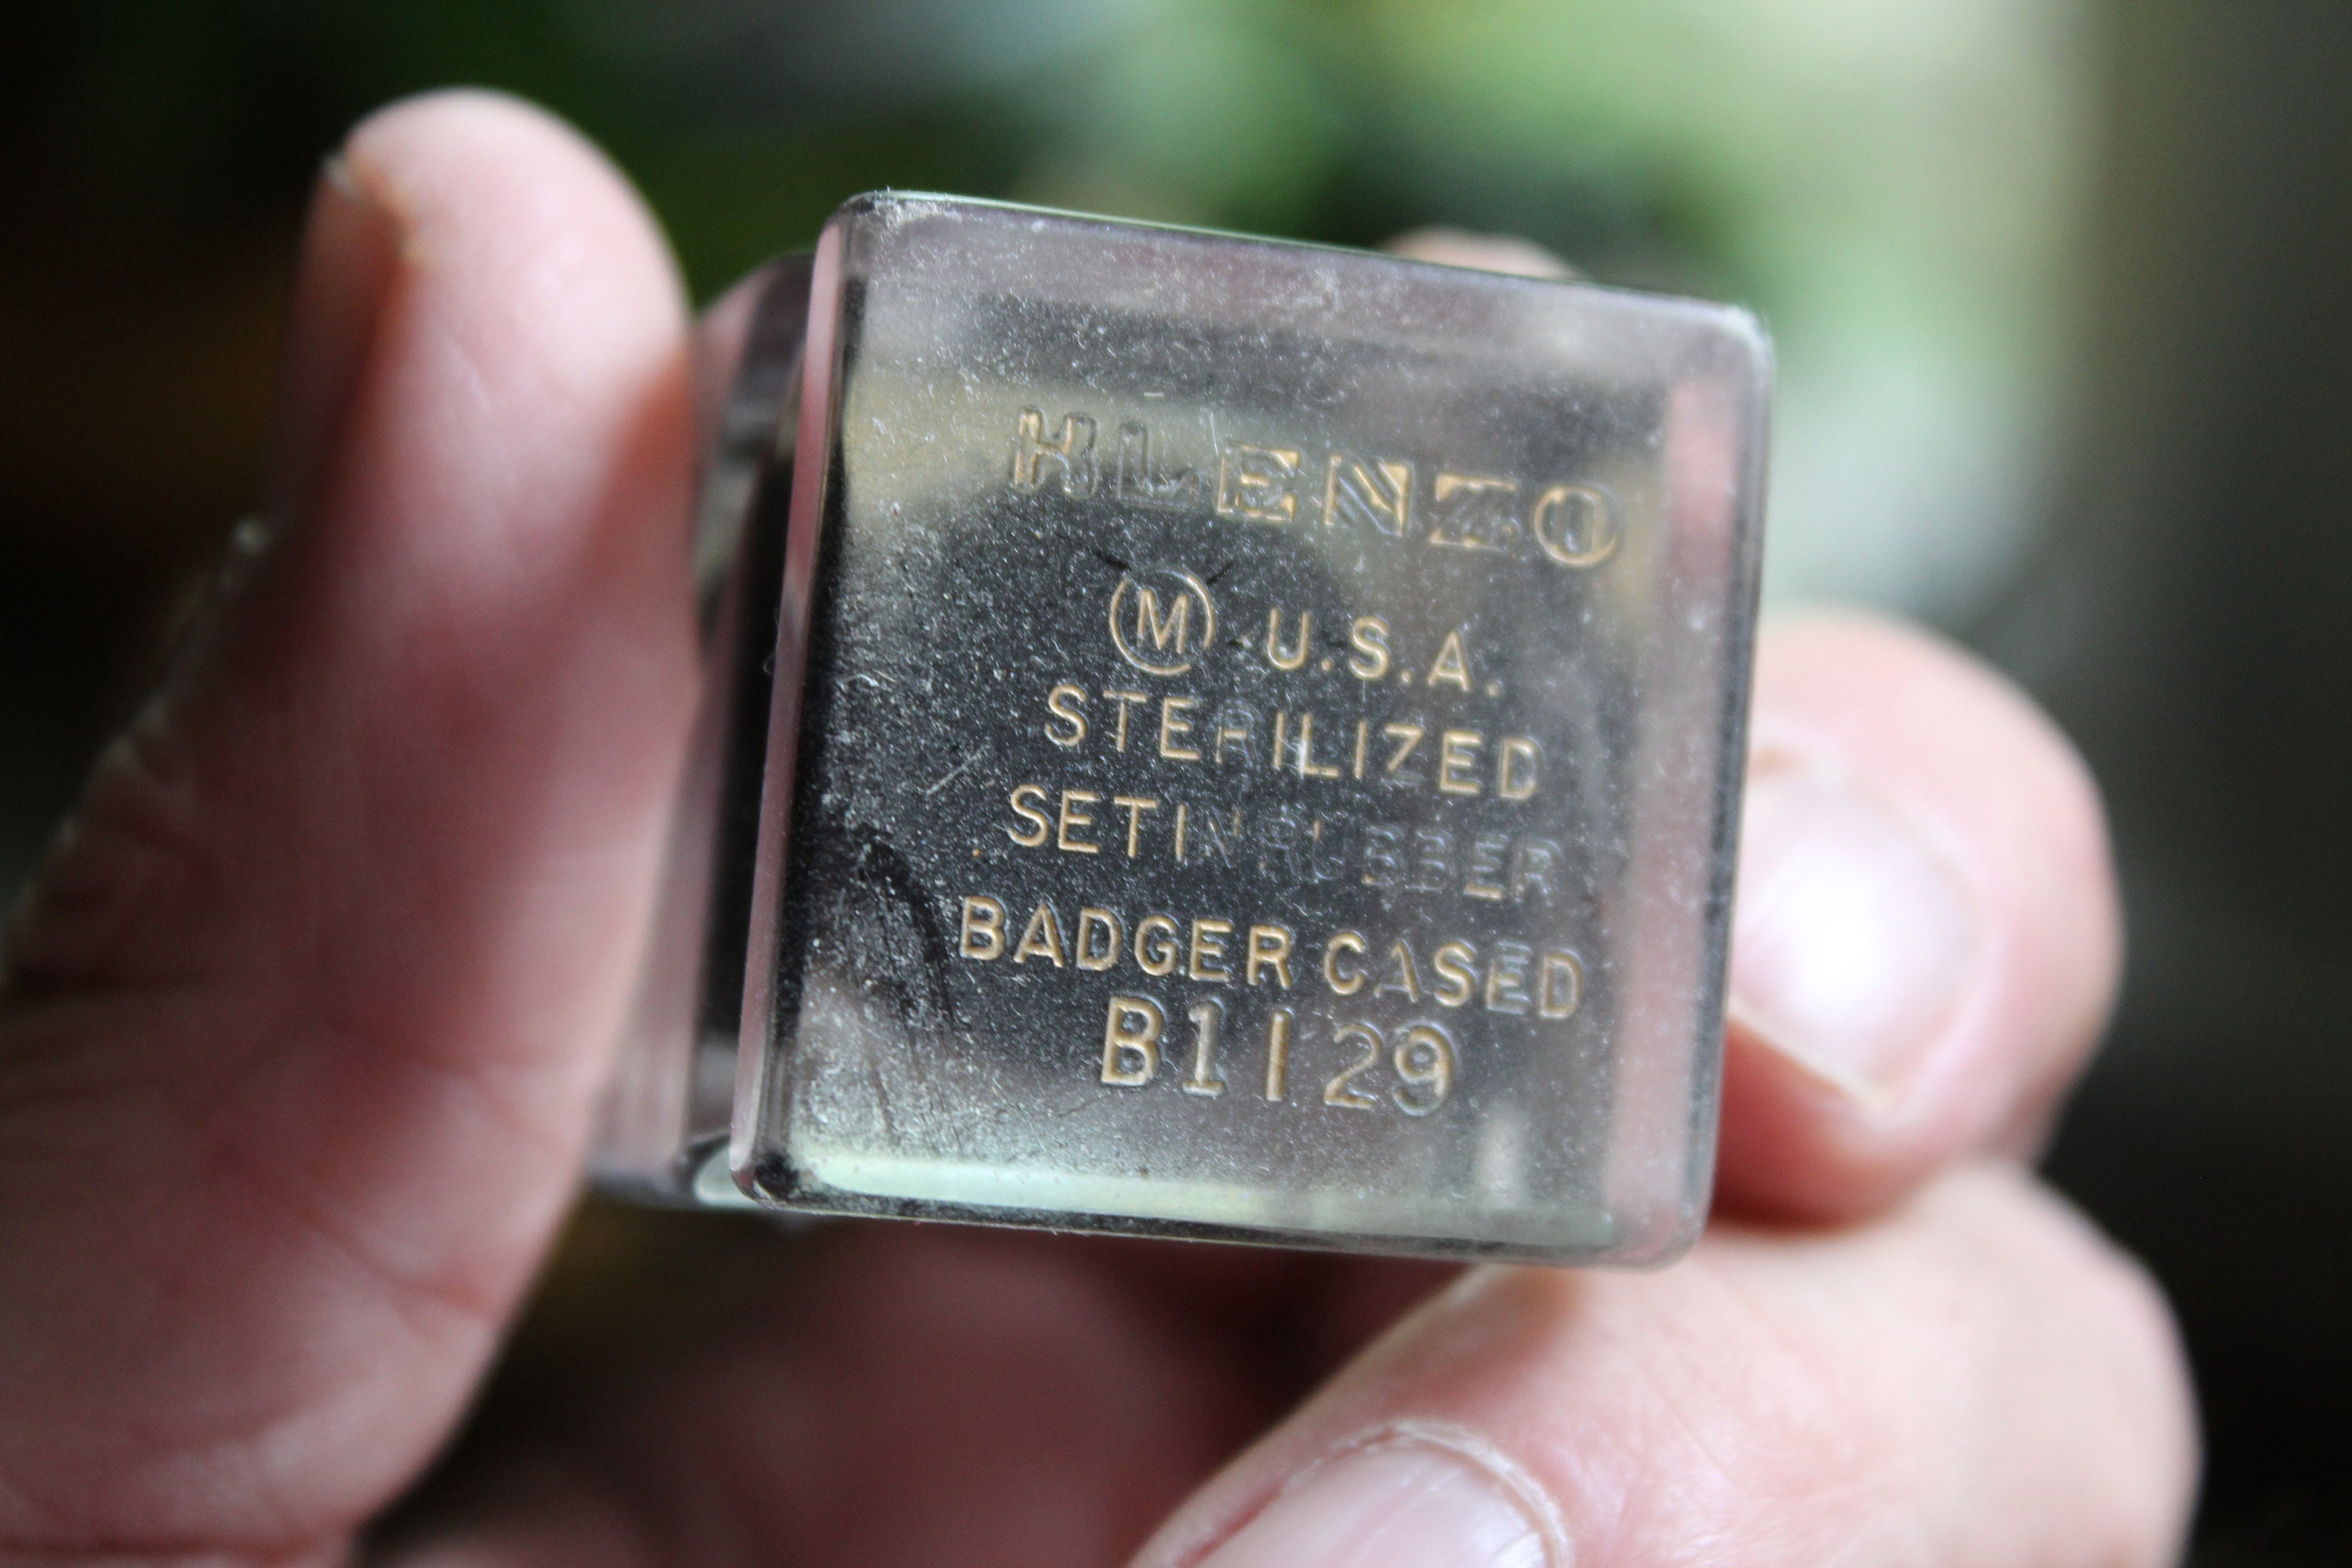 KLENZO
Ⓜ U.S.A.
STERILIZED
SET IN RUBBER
BADGER CASED
B1129